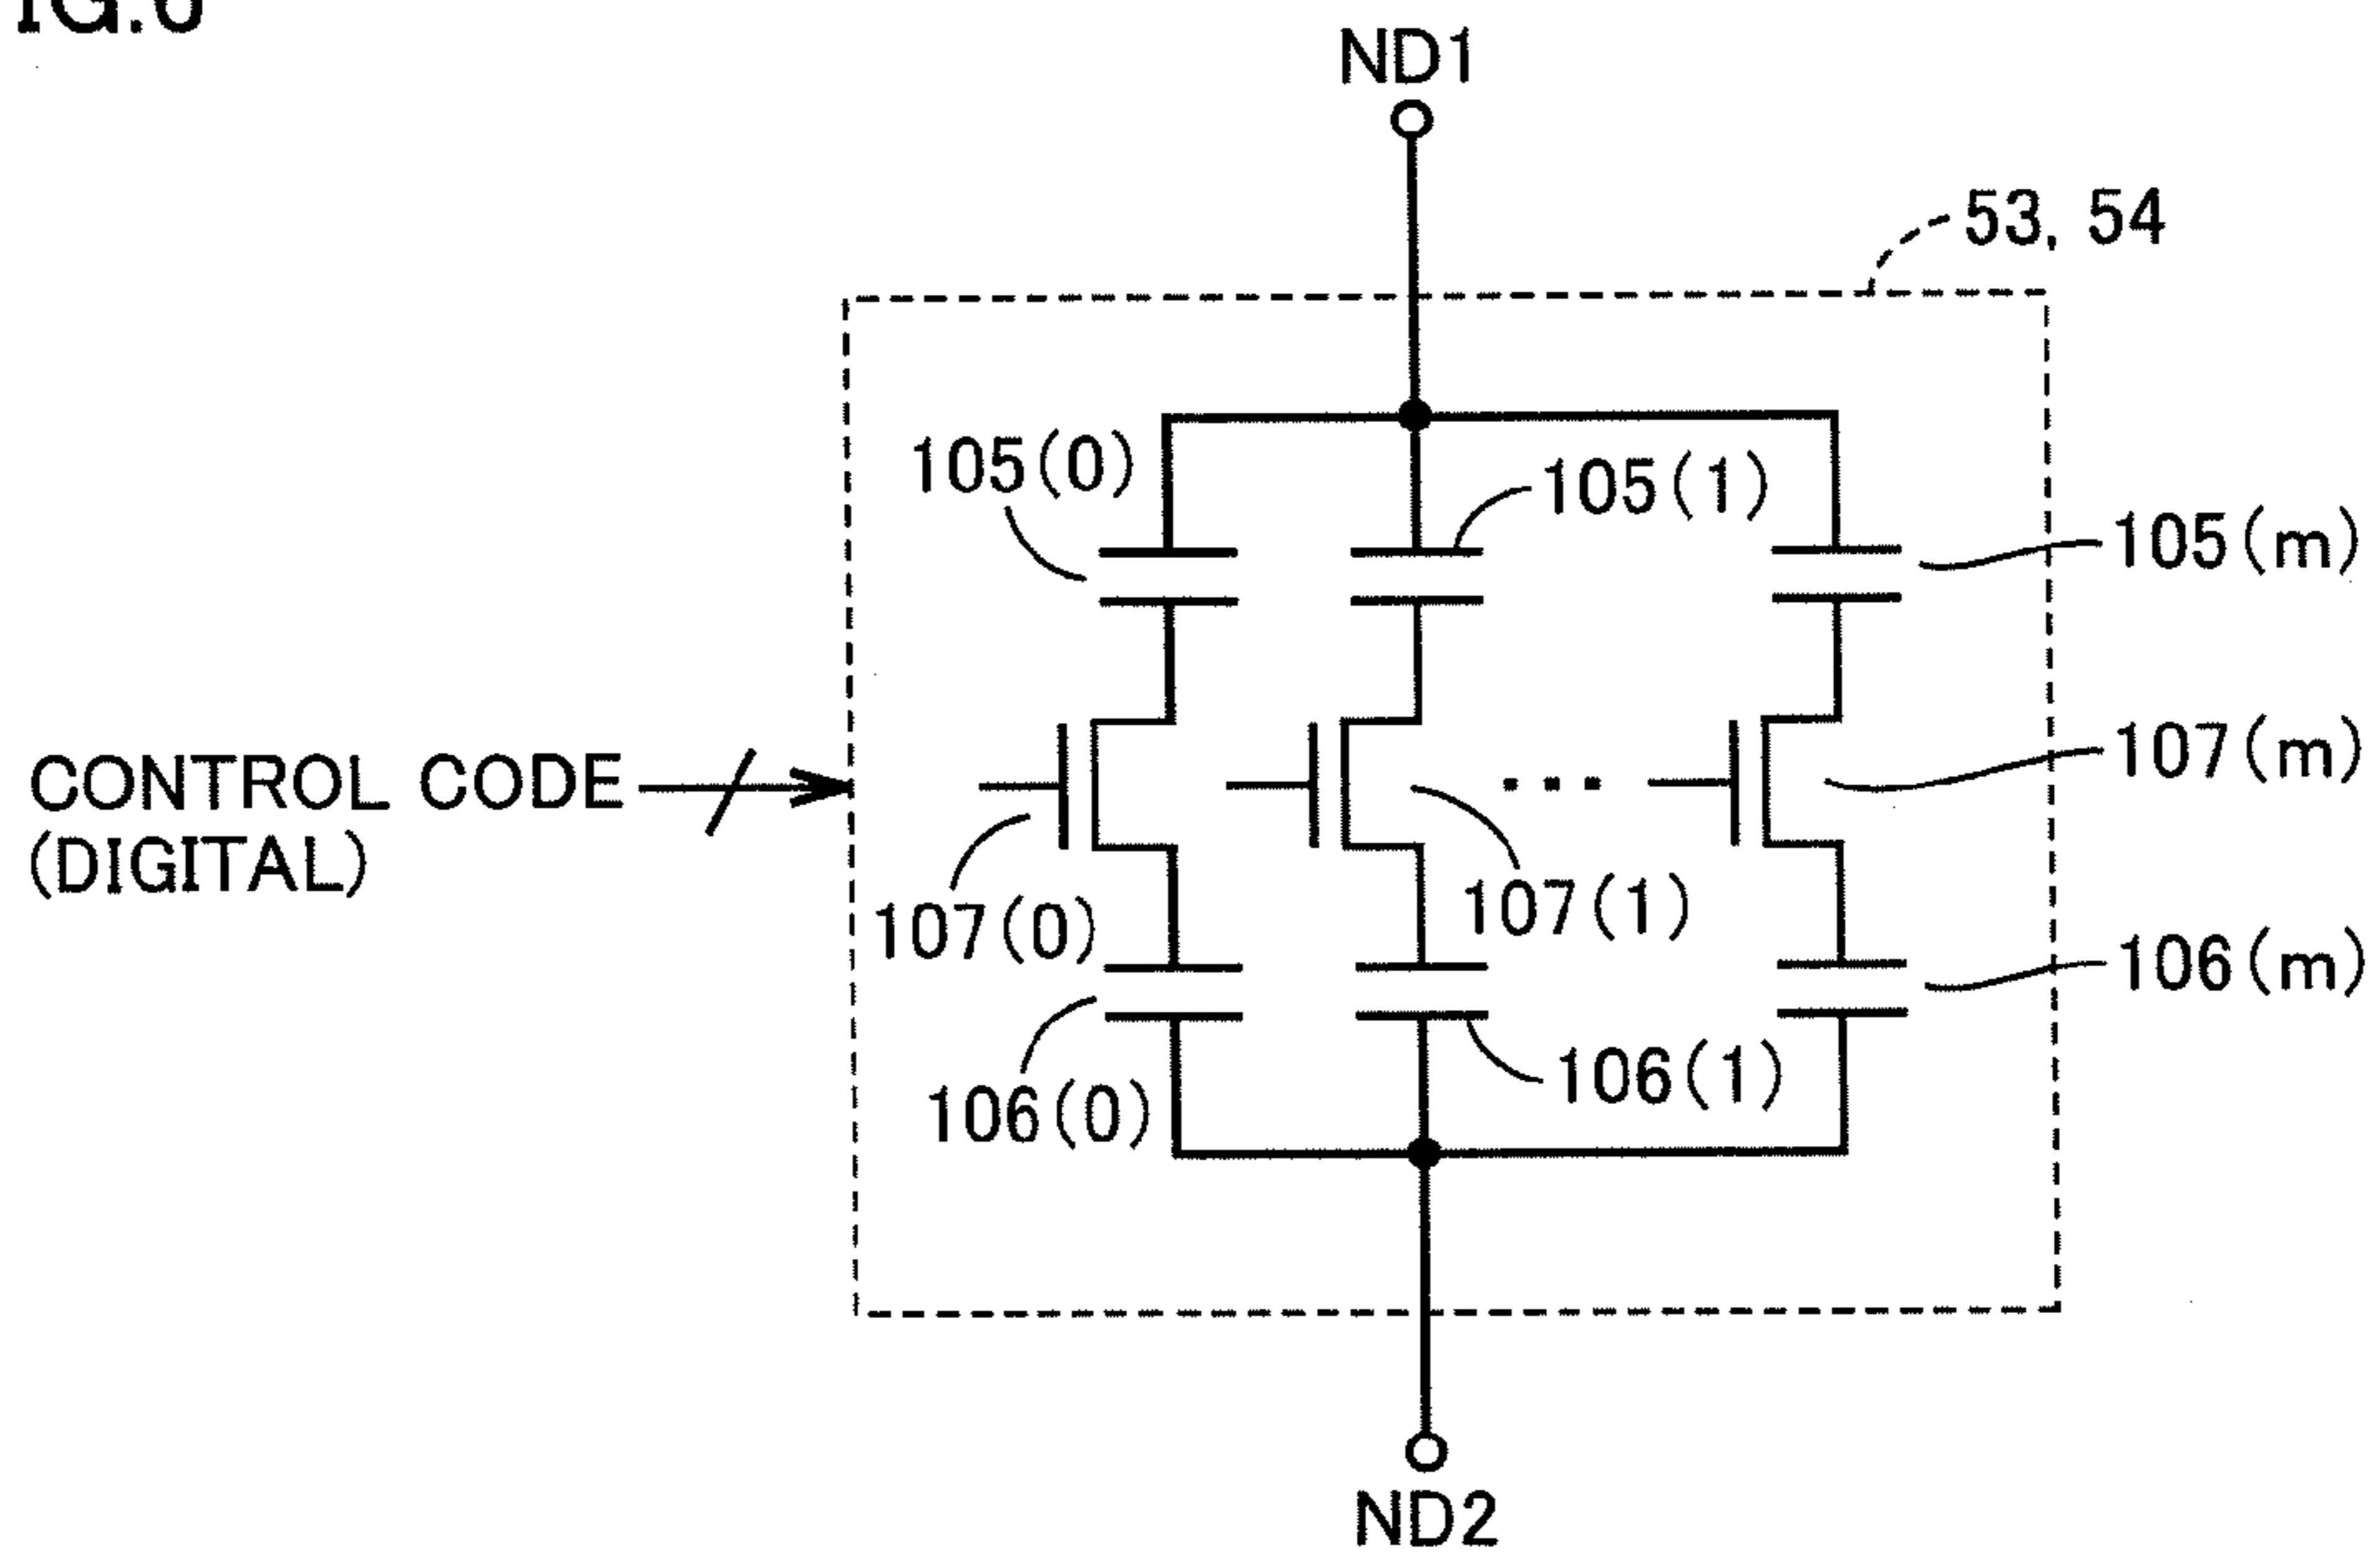 IG.6
ND1
53, 54
105(0)
105(1)
105(m)
CONTROL CODE
(DIGITAL)
107(m)
107(0)
107(1)
106(m)
106(0)
106(1)
ND2